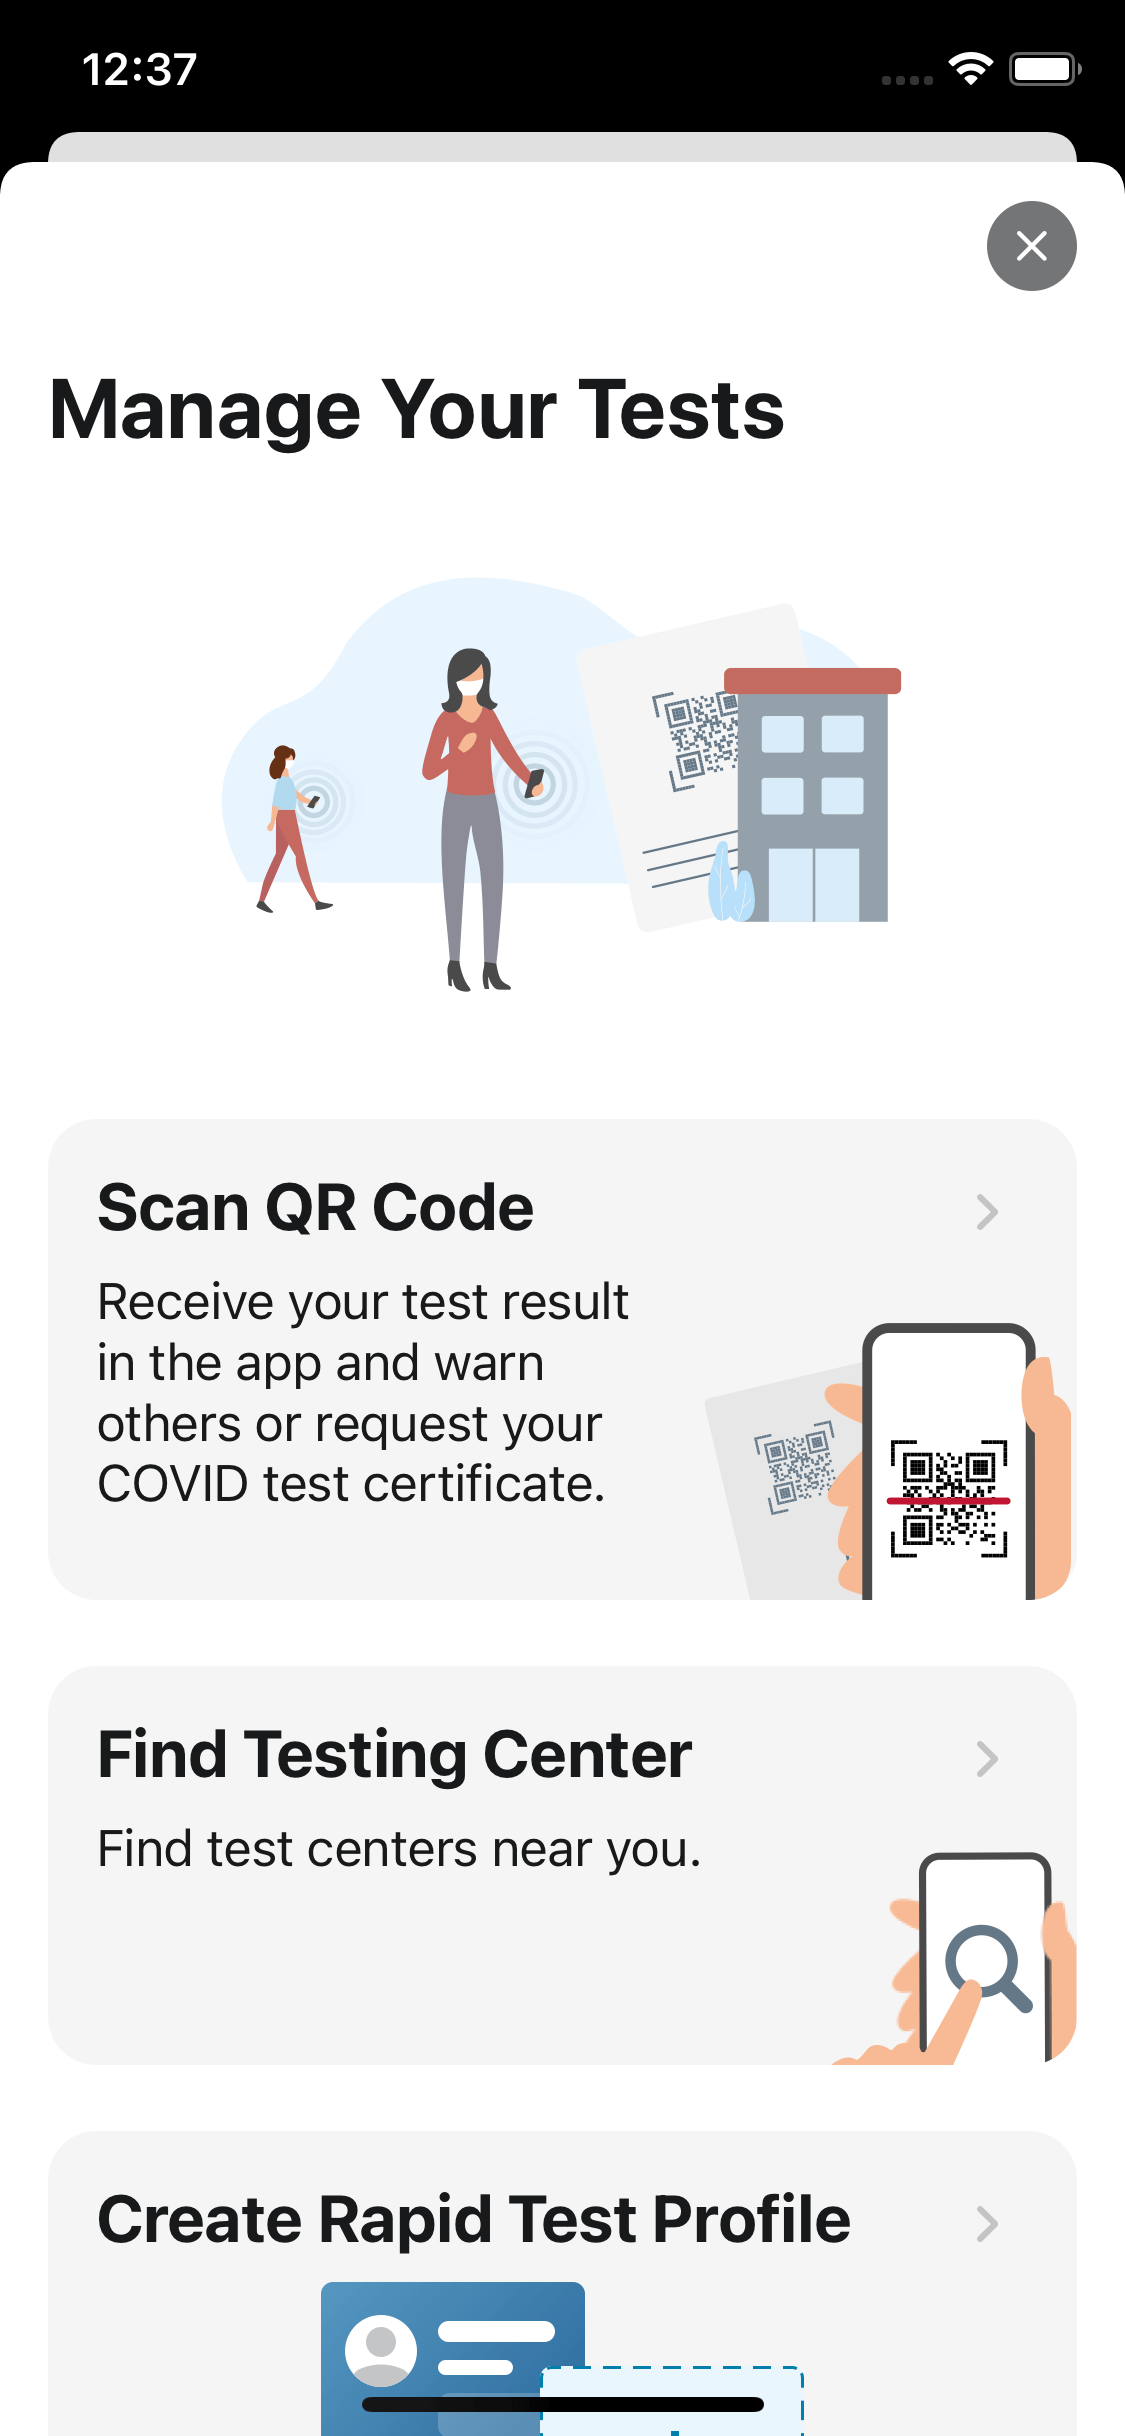 12:37
Manage Your Tests
Scan QR Code
Receive your test result
in the app and warn
others or request your
COVID test certificate.
Find Testing Center
Find test centers near you.
Create Rapid Test Profile